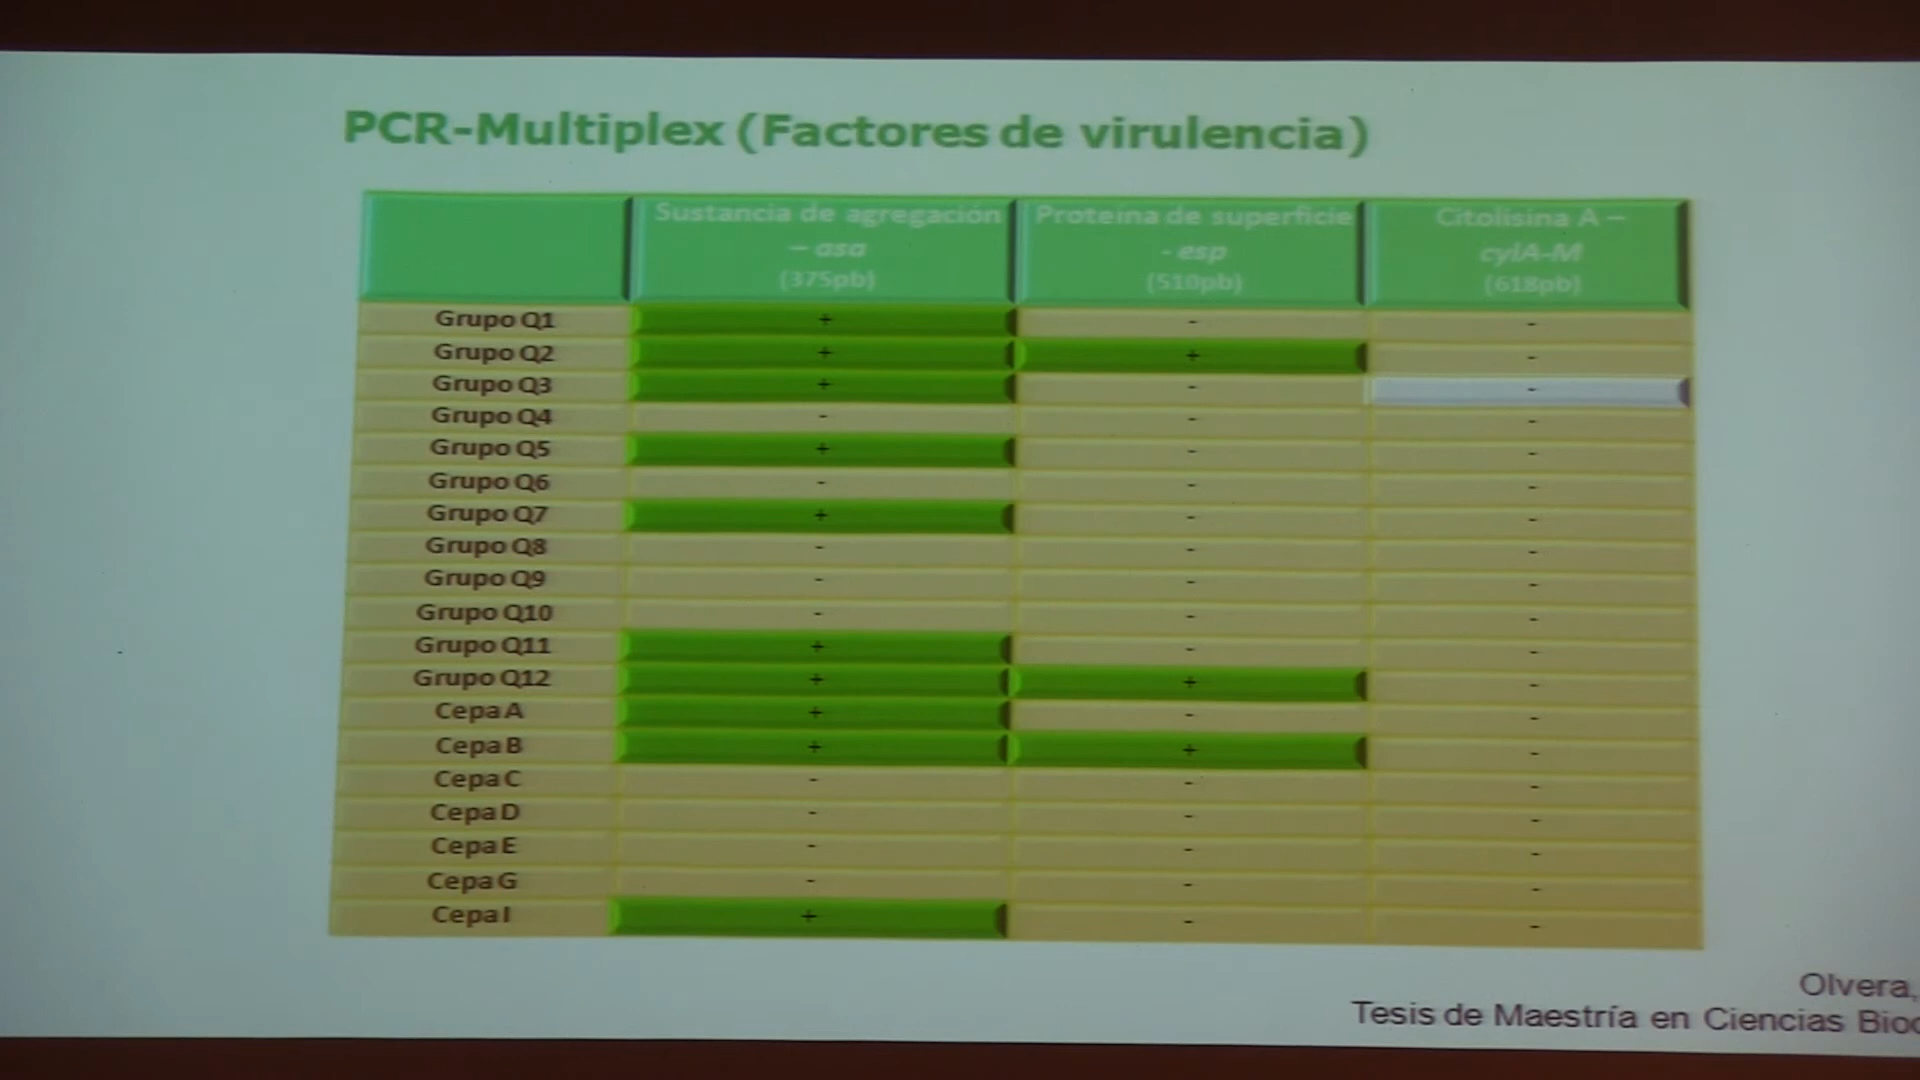 PCR-Multiplex (Factores de virulencia)
Sustancia de agregación – asa (375pb) Proteína de superficie - esp (510pb) Citolisina A – cylA-M (618pb)
Grupo Q1 + - -
Grupo Q2 + + -
Grupo Q3 + - -
Grupo Q4 - - -
Grupo Q5 + - -
Grupo Q6 - - -
Grupo Q7 + - -
Grupo Q8 - - -
Grupo Q9 - - -
Grupo Q10 - - -
Grupo Q11 + - -
Grupo Q12 + + -
Cepa A + - -
Cepa B + + -
Cepa C - - -
Cepa D - - -
Cepa E - - -
Cepa G - - -
Cepa I + - -
Olvera,
Tesis de Maestría en Ciencias Bioq